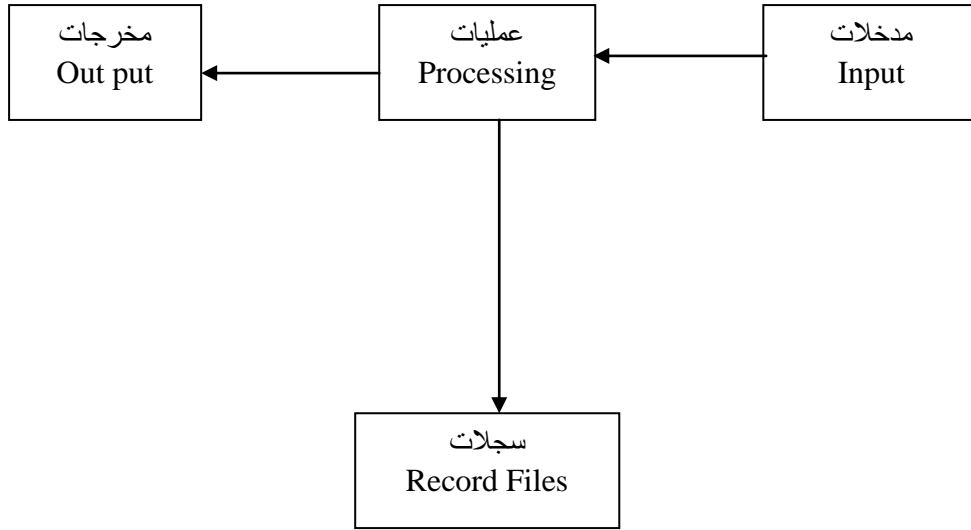 مدخلات
Input
عمليات
Processing
مخرجات
Out put
سجلات
Record Files